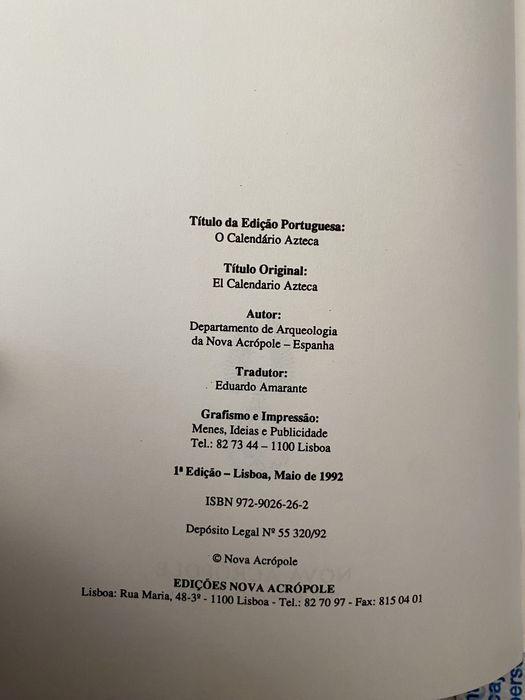 Título da Edição Portuguesa:
O Calendário Azteca
Título Original:
El Calendario Azteca
Autor:
Departamento de Arqueologia
da Nova Acrópole – Espanha
Tradutor:
Eduardo Amarante
Grafismo e Impressão:
Menes, Ideias e Publicidade
Tel.: 82 73 44 – 1100 Lisboa
1ª Edição – Lisboa, Maio de 1992
ISBN 972-9026-26-2
Depósito Legal Nº 55 320/92
© Nova Acrópole
EDIÇÕES NOVA ACRÓPOLE
Lisboa: Rua Maria, 48-3º - 1100 Lisboa - Tel.: 82 70 97 - Fax: 815 04 01